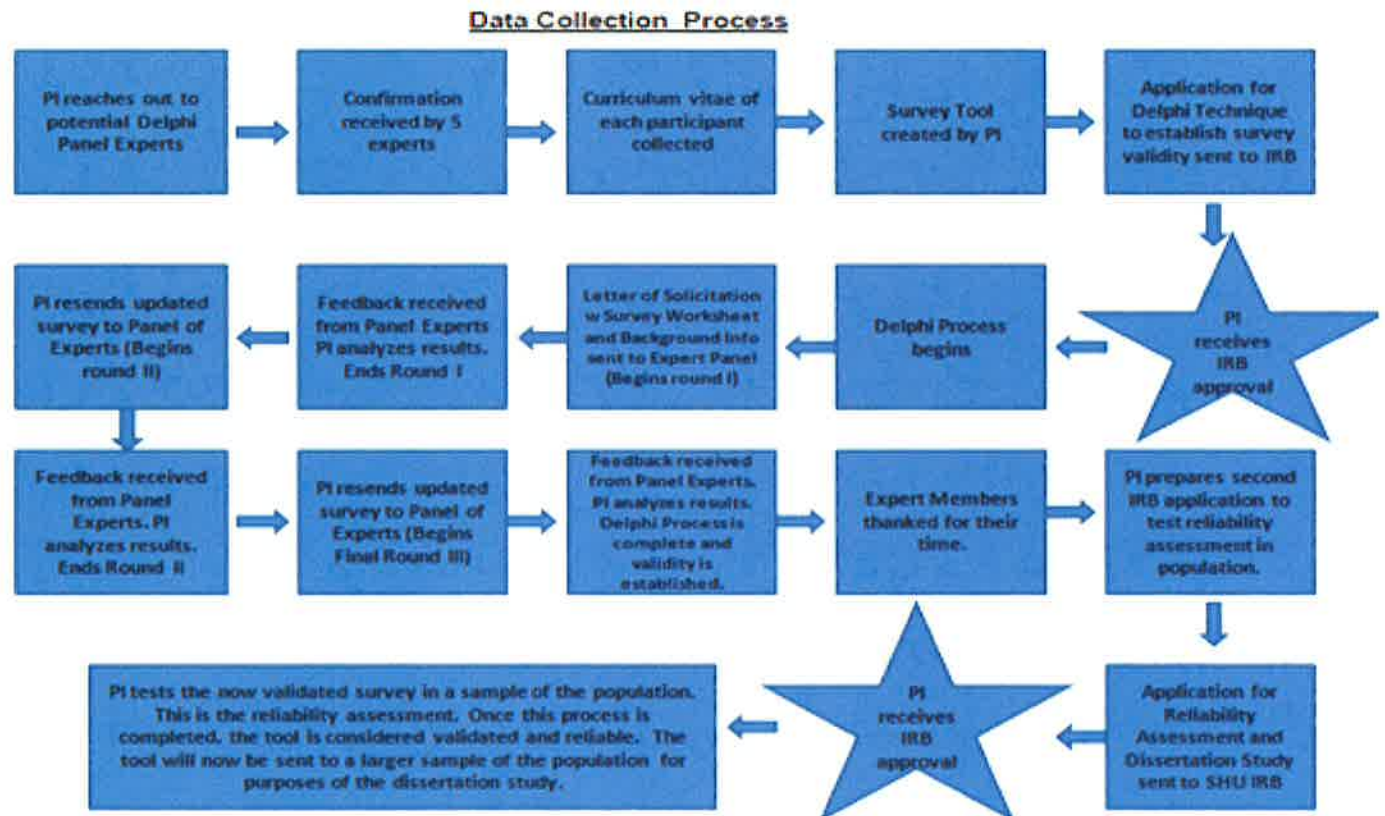 Data Collection Process
PI reaches out to
potential Delphi
Panel Experts
Confirmation
received by 5
experts
Curriculum vitae of
each participant
collected
Survey Tool
created by PI
Application for
Delphi Technique
to establish survey
validity sent to IRB
PI
receives
IRB
approval
Delphi Process
begins
Letter of Solicitation
w Survey Worksheet
and Background Info
sent to Expert Panel
(Begins round I)
Feedback received
from Panel Experts
PI analyzes results.
Ends Round I
PI resends updated
survey to Panel of
Experts (Begins
round II)
Feedback received
from Panel
Experts. PI
analyzes results.
Ends Round II
PI resends updated
survey to Panel of
Experts (Begins
Final Round III)
Feedback received
from Panel Experts.
PI analyzes results.
Delphi Process is
complete and
validity is
established.
Expert Members
thanked for their
time.
PI prepares second
IRB application to
test reliability
assessment in
population.
Application for
Reliability
Assessment and
Dissertation Study
sent to SHU IRB
PI
receives
IRB
approval
PI tests the now validated survey in a sample of the population.
This is the reliability assessment. Once this process is
completed, the tool is considered validated and reliable. The
tool will now be sent to a larger sample of the population for
purposes of the dissertation study.